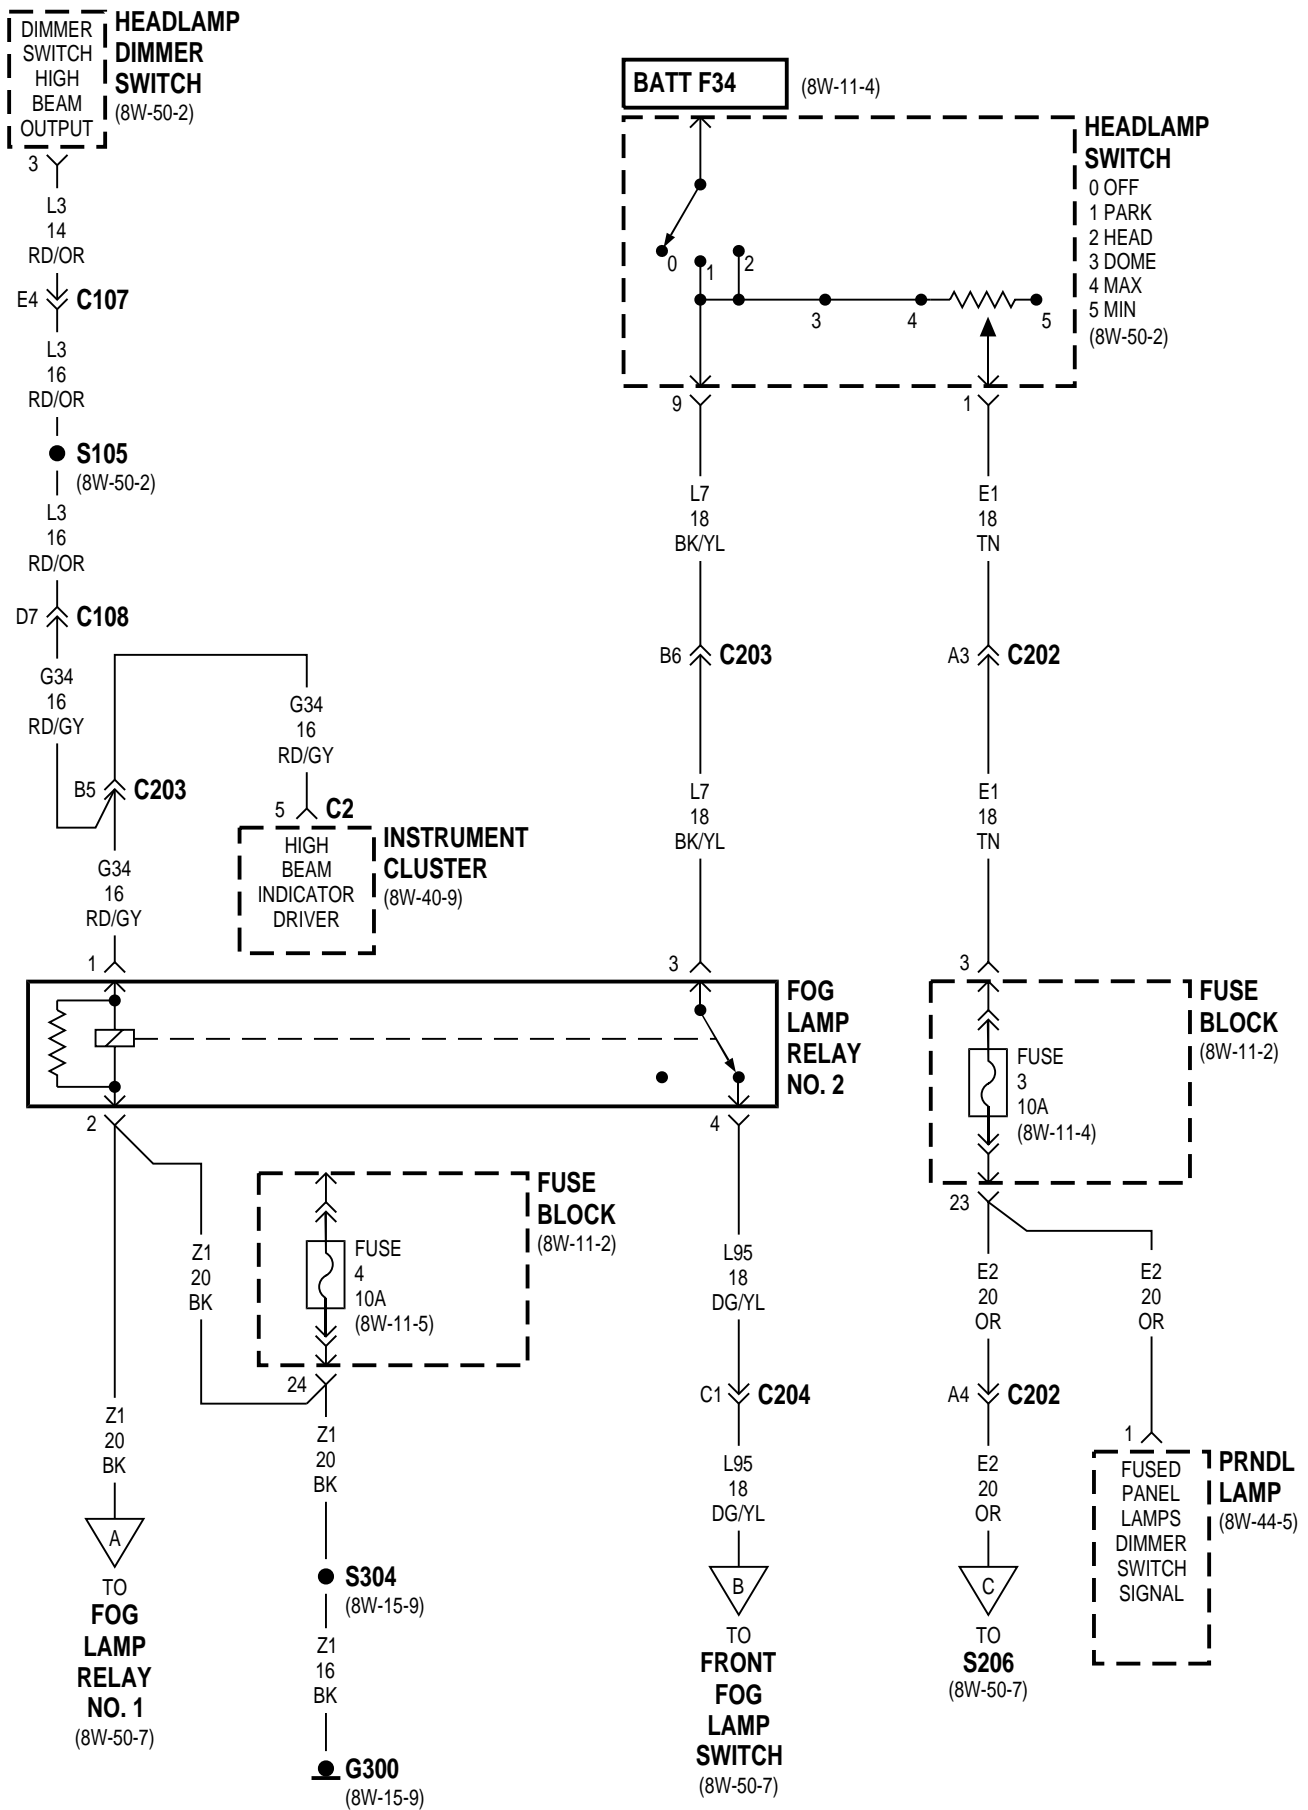 DIMMER
SWITCH
HIGH
BEAM
OUTPUT
HEADLAMP
DIMMER
SWITCH
(8W-50-2)
3
L3
14
RD/OR
E4
C107
L3
16
RD/OR
S105
(8W-50-2)
L3
16
RD/OR
D7
C108
G34
16
RD/GY
B5
C203
G34
16
RD/GY
5
C2
HIGH
BEAM
INDICATOR
DRIVER
INSTRUMENT
CLUSTER
(8W-40-9)
G34
16
RD/GY
1
BATT F34
(8W-11-4)
HEADLAMP
SWITCH
0 OFF
1 PARK
2 HEAD
3 DOME
4 MAX
5 MIN
(8W-50-2)
0
1
2
3
4
5
9
1
L7
18
BK/YL
E1
18
TN
B6
C203
A3
C202
L7
18
BK/YL
E1
18
TN
3
3
FOG
LAMP
RELAY
NO. 2
2
4
FUSE
BLOCK
(8W-11-2)
FUSE
3
10A
(8W-11-4)
23
Z1
20
BK
FUSE
BLOCK
(8W-11-2)
FUSE
4
10A
(8W-11-5)
24
L95
18
DG/YL
E2
20
OR
E2
20
OR
C1
C204
A4
C202
Z1
20
BK
Z1
20
BK
L95
18
DG/YL
E2
20
OR
1
FUSED
PANEL
LAMPS
DIMMER
SWITCH
SIGNAL
PRNDL
LAMP
(8W-44-5)
A
TO
FOG
LAMP
RELAY
NO. 1
(8W-50-7)
S304
(8W-15-9)
Z1
16
BK
G300
(8W-15-9)
B
TO
FRONT
FOG
LAMP
SWITCH
(8W-50-7)
C
TO
S206
(8W-50-7)